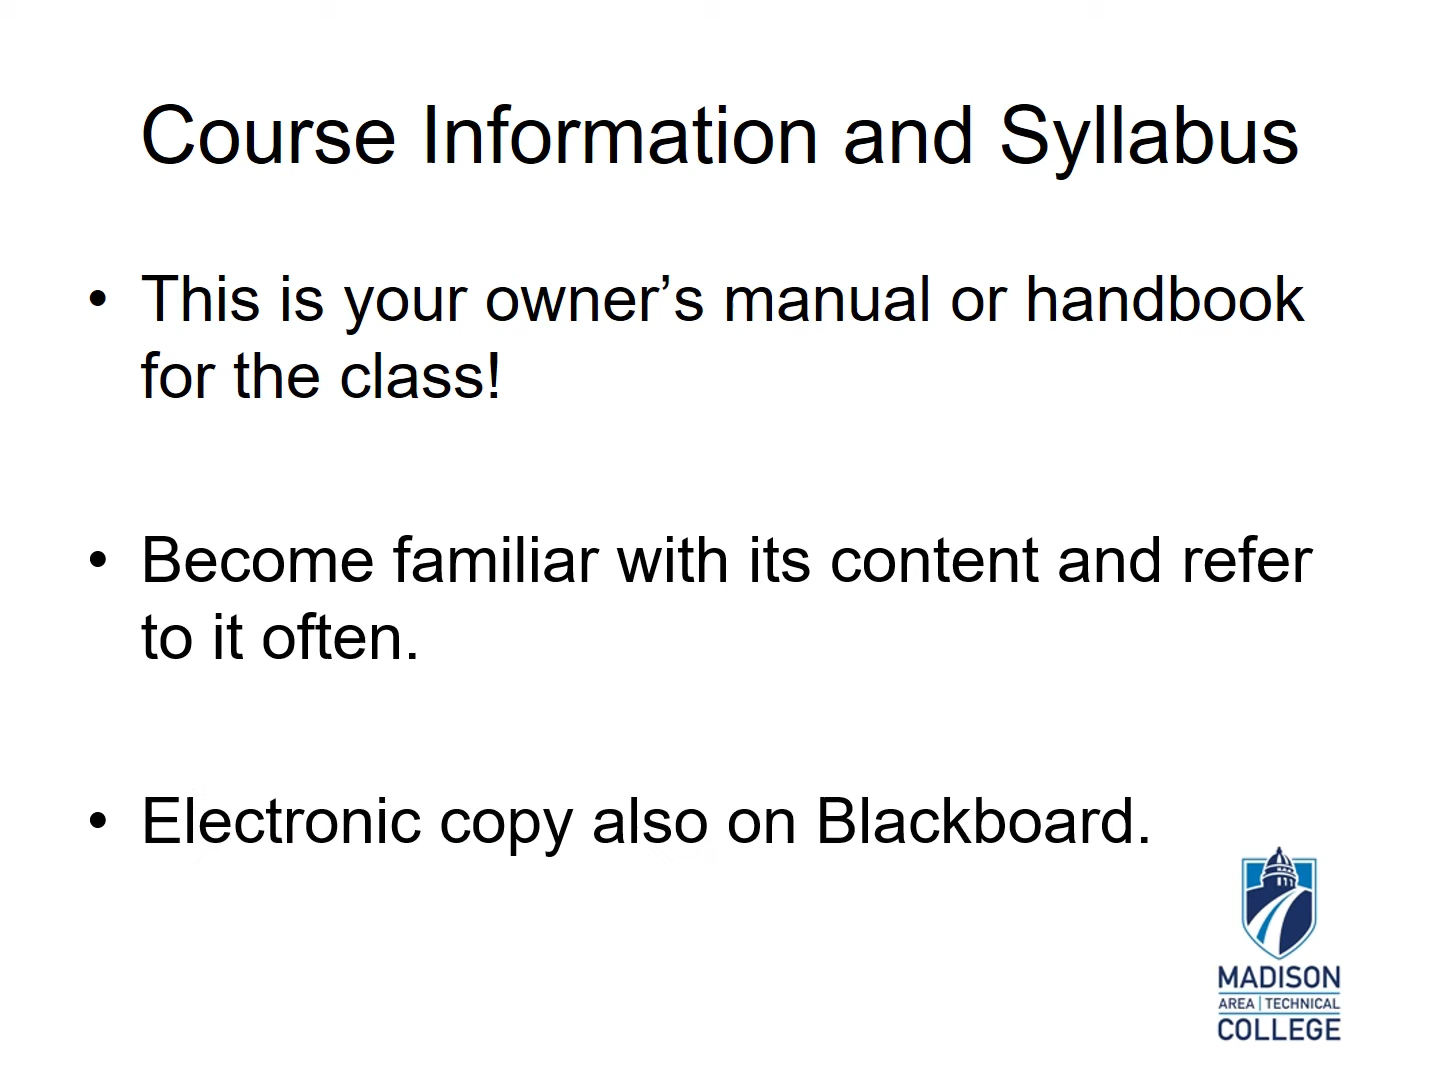 Course Information and Syllabus
• This is your owner’s manual or handbook
for the class!
• Become familiar with its content and refer
to it often.
• Electronic copy also on Blackboard.
MADISON
AREA | TECHNICAL
COLLEGE